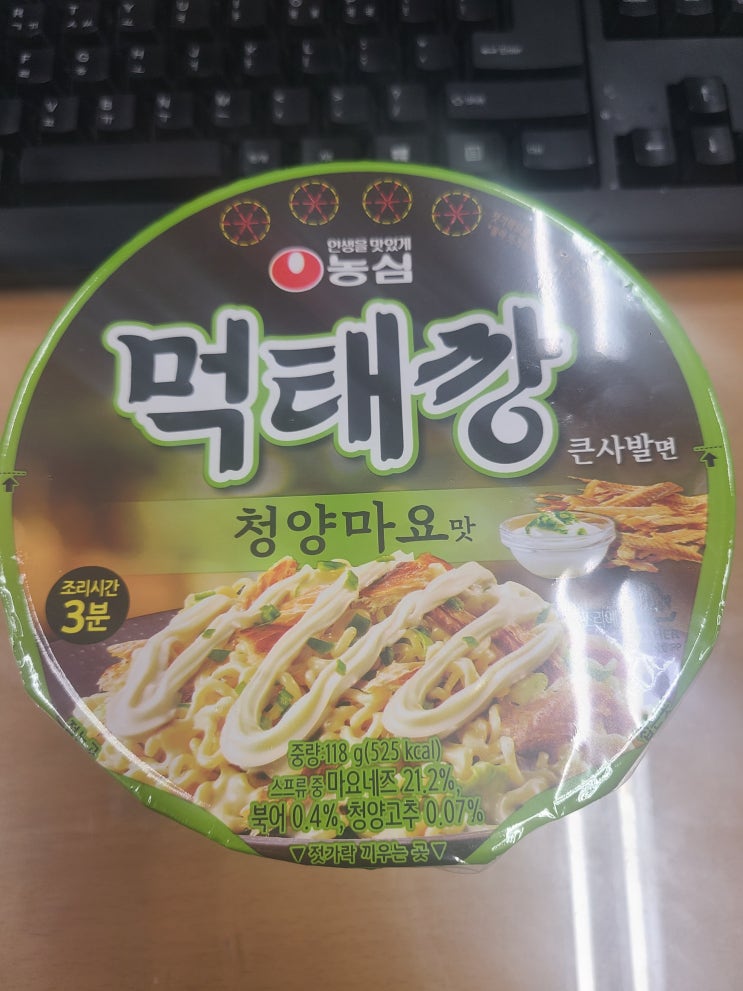 인생을 맛있게
농심
먹태깡
큰사발면
청양마요맛
조리시간
3분
중량:118 g(525 kcal)
스프류 중 마요네즈 21.2%,
북어 0.4%, 청양고추 0.07%
▽젓가락 끼우는 곳▽